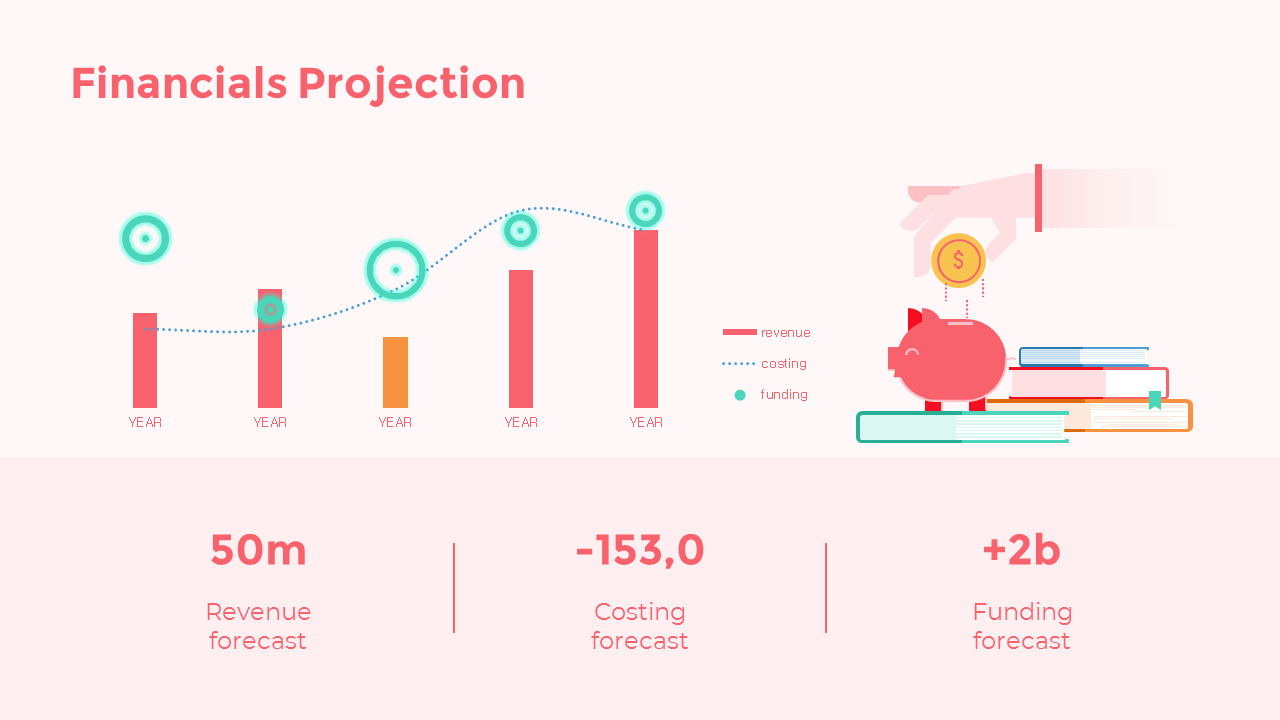 Financials Projection
$
revenue
costing
funding
YEAR
YEAR
YEAR
YEAR
YEAR
50m
Revenue
forecast
-153,0
Costing
forecast
+2b
Funding
forecast